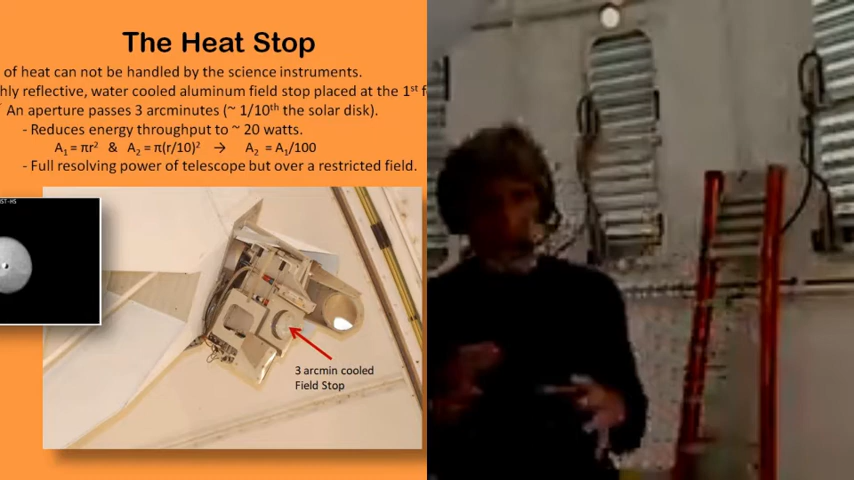 The Heat Stop
of heat can not be handled by the science instruments.
hly reflective, water cooled aluminum field stop placed at the 1st f
An aperture passes 3 arcminutes (~ 1/10th the solar disk).
- Reduces energy throughput to ~ 20 watts.
A₁ = πr² & A₂ = π(r/10)² → A₂ = A₁/100
- Full resolving power of telescope but over a restricted field.
ST-HS
3 arcmin cooled
Field Stop